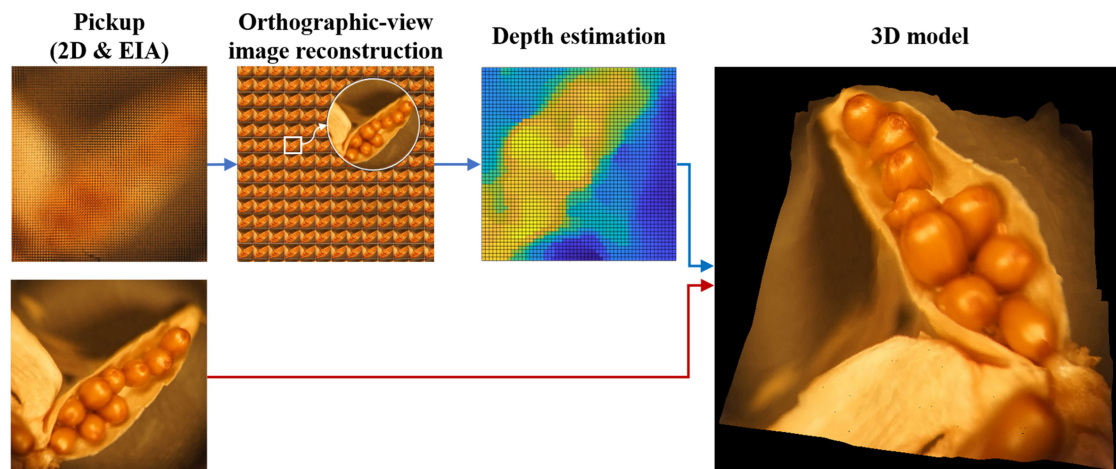 Pickup
(2D & EIA)
Orthographic-view
image reconstruction
Depth estimation
3D model